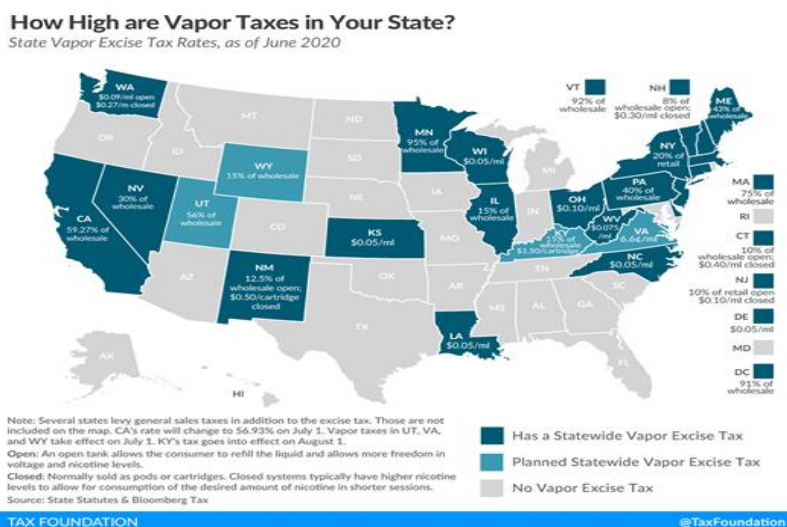 How High are Vapor Taxes in Your State?
State Vapor Excise Tax Rates, as of June 2020
WA
$0.09/ml open
$0.27/m closed
OR
CA
59.27% of
wholesale
NV
30% of
wholesale
ID
MT
WY
15% of wholesale
UT
56% of
wholesale
AZ
CO
NM
12.5% of
wholesale open;
$0.50/cartridge
closed
ND
SD
NE
KS
$0.05/ml
OK
TX
MN
95% of
wholesale
IA
MO
AR
LA
$0.05/ml
WI
$0.05/ml
IL
15% of
wholesale
MI
IN
OH
$0.10/ml
KY
15% of
wholesale
$1.50/cartridge
WV
$0.075
/ml
VA
6.6¢/ml
TN
NC
$0.05/ml
SC
MS
AL
GA
FL
PA
40% of
wholesale
NY
20% of
retail
ME
43% of
wholesale
VT
92% of
wholesale
NH
8% of
wholesale open;
$0.30/ml closed
MA
75% of
wholesale
RI
CT
10% of
wholesale open;
$0.40/ml closed
NJ
10% of retail open
$0.10/ml closed
DE
$0.05/ml
MD
DC
91% of
wholesale
AK
HI
Note: Several states levy general sales taxes in addition to the excise tax. Those are not
included on the map. CA's rate will change to 56.93% on July 1. Vapor taxes in UT, VA,
and WY take effect on July 1. KY's tax goes into effect on August 1.
Open: An open tank allows the consumer to refill the liquid and allows more freedom in
voltage and nicotine levels.
Closed: Normally sold as pods or cartridges. Closed systems typically have higher nicotine
levels to allow for consumption of the desired amount of nicotine in shorter sessions.
Source: State Statutes & Bloomberg Tax
Has a Statewide Vapor Excise Tax
Planned Statewide Vapor Excise Tax
No Vapor Excise Tax
TAX FOUNDATION
@TaxFoundation